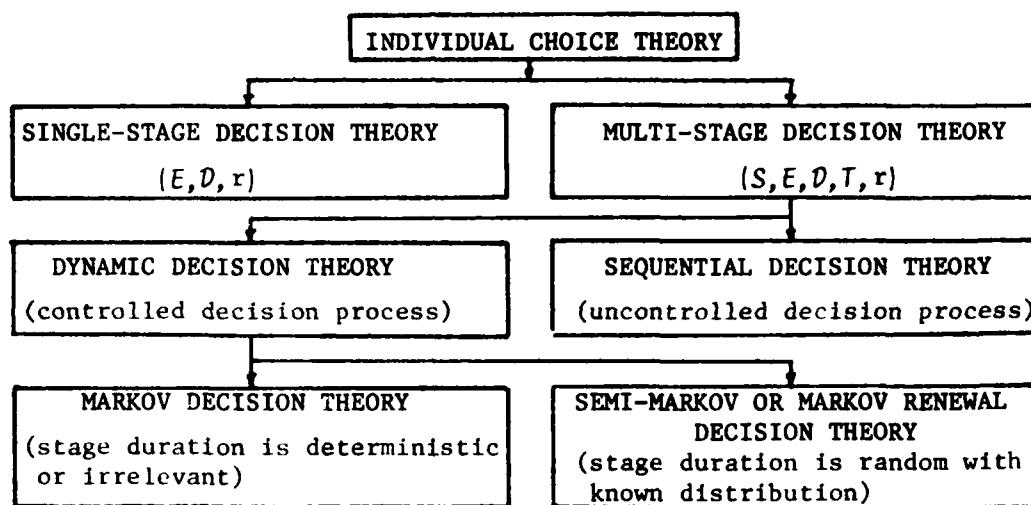 INDIVIDUAL CHOICE THEORY
SINGLE-STAGE DECISION THEORY
(E,D,r)
MULTI-STAGE DECISION THEORY
(S,E,D,T,r)
DYNAMIC DECISION THEORY
(controlled decision process)
SEQUENTIAL DECISION THEORY
(uncontrolled decision process)
MARKOV DECISION THEORY
(stage duration is deterministic
or irrelevant)
SEMI-MARKOV OR MARKOV RENEWAL
DECISION THEORY
(stage duration is random with
known distribution)